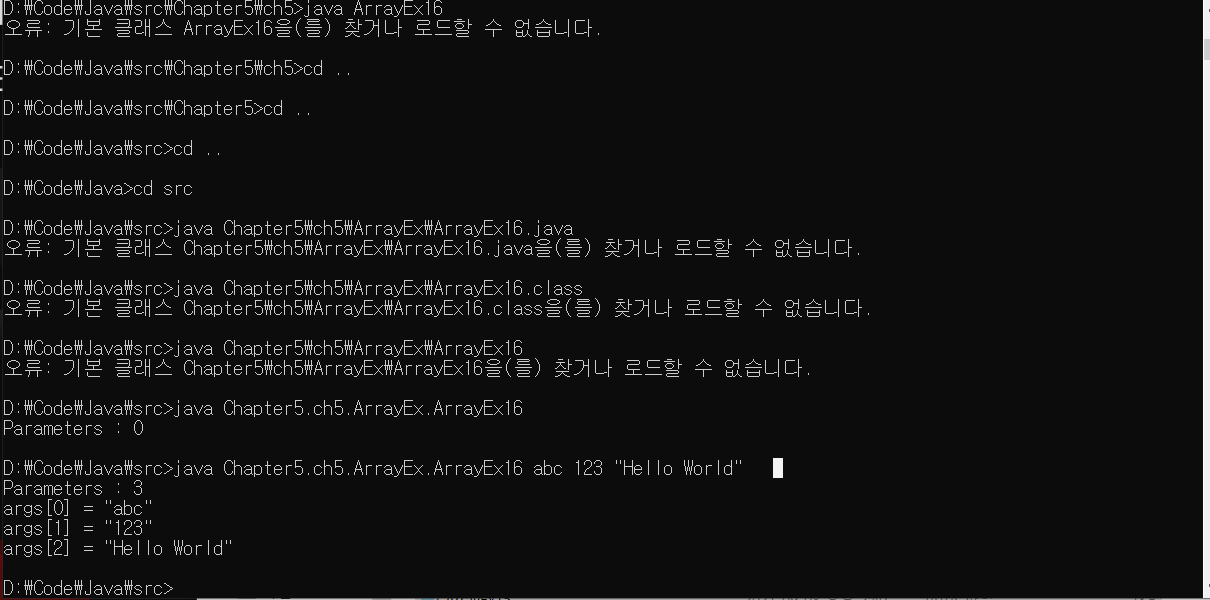 D:₩Code₩Java₩src₩Chapter5₩ch5>java ArrayEx16
오류: 기본 클래스 ArrayEx16을(를) 찾거나 로드할 수 없습니다.
D:₩Code₩Java₩src₩Chapter5₩ch5>cd ..
D:₩Code₩Java₩src₩Chapter5>cd ..
D:₩Code₩Java₩src>cd ..
D:₩Code₩Java>cd src
D:₩Code₩Java₩src>java Chapter5₩ch5₩ArrayEx₩ArrayEx16.java
오류: 기본 클래스 Chapter5₩ch5₩ArrayEx₩ArrayEx16.java을(를) 찾거나 로드할 수 없습니다.
D:₩Code₩Java₩src>java Chapter5₩ch5₩ArrayEx₩ArrayEx16.class
오류: 기본 클래스 Chapter5₩ch5₩ArrayEx₩ArrayEx16.class을(를) 찾거나 로드할 수 없습니다.
D:₩Code₩Java₩src>java Chapter5₩ch5₩ArrayEx₩ArrayEx16
오류: 기본 클래스 Chapter5₩ch5₩ArrayEx₩ArrayEx16을(를) 찾거나 로드할 수 없습니다.
D:₩Code₩Java₩src>java Chapter5.ch5.ArrayEx.ArrayEx16
Parameters : 0
D:₩Code₩Java₩src>java Chapter5.ch5.ArrayEx.ArrayEx16 abc 123 "Hello World"
Parameters : 3
args[0] = "abc"
args[1] = "123"
args[2] = "Hello World"
D:₩Code₩Java₩src>